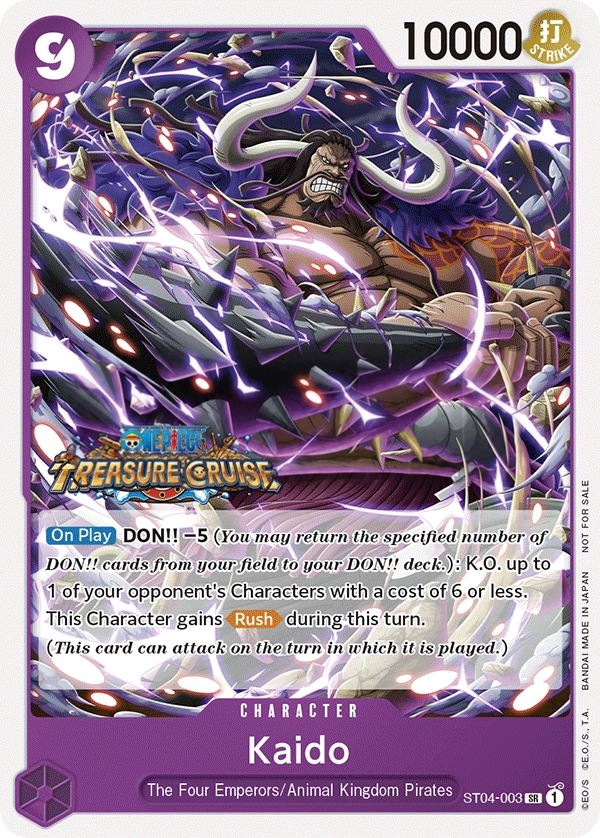 9
10000
打
STRIKE
ONE PIECE
TREASURE CRUISE
On Play DON!! −5 (You may return the specified number of
DON!! cards from your field to your DON!! deck.): K.O. up to
1 of your opponent's Characters with a cost of 6 or less.
This Character gains Rush during this turn.
(This card can attack on the turn in which it is played.)
CHARACTER
Kaido
The Four Emperors/Animal Kingdom Pirates
ST04-003 SR 1
©E.O/S ©E.O./S., T.A. BANDAI MADE IN JAPAN NOT FOR SALE